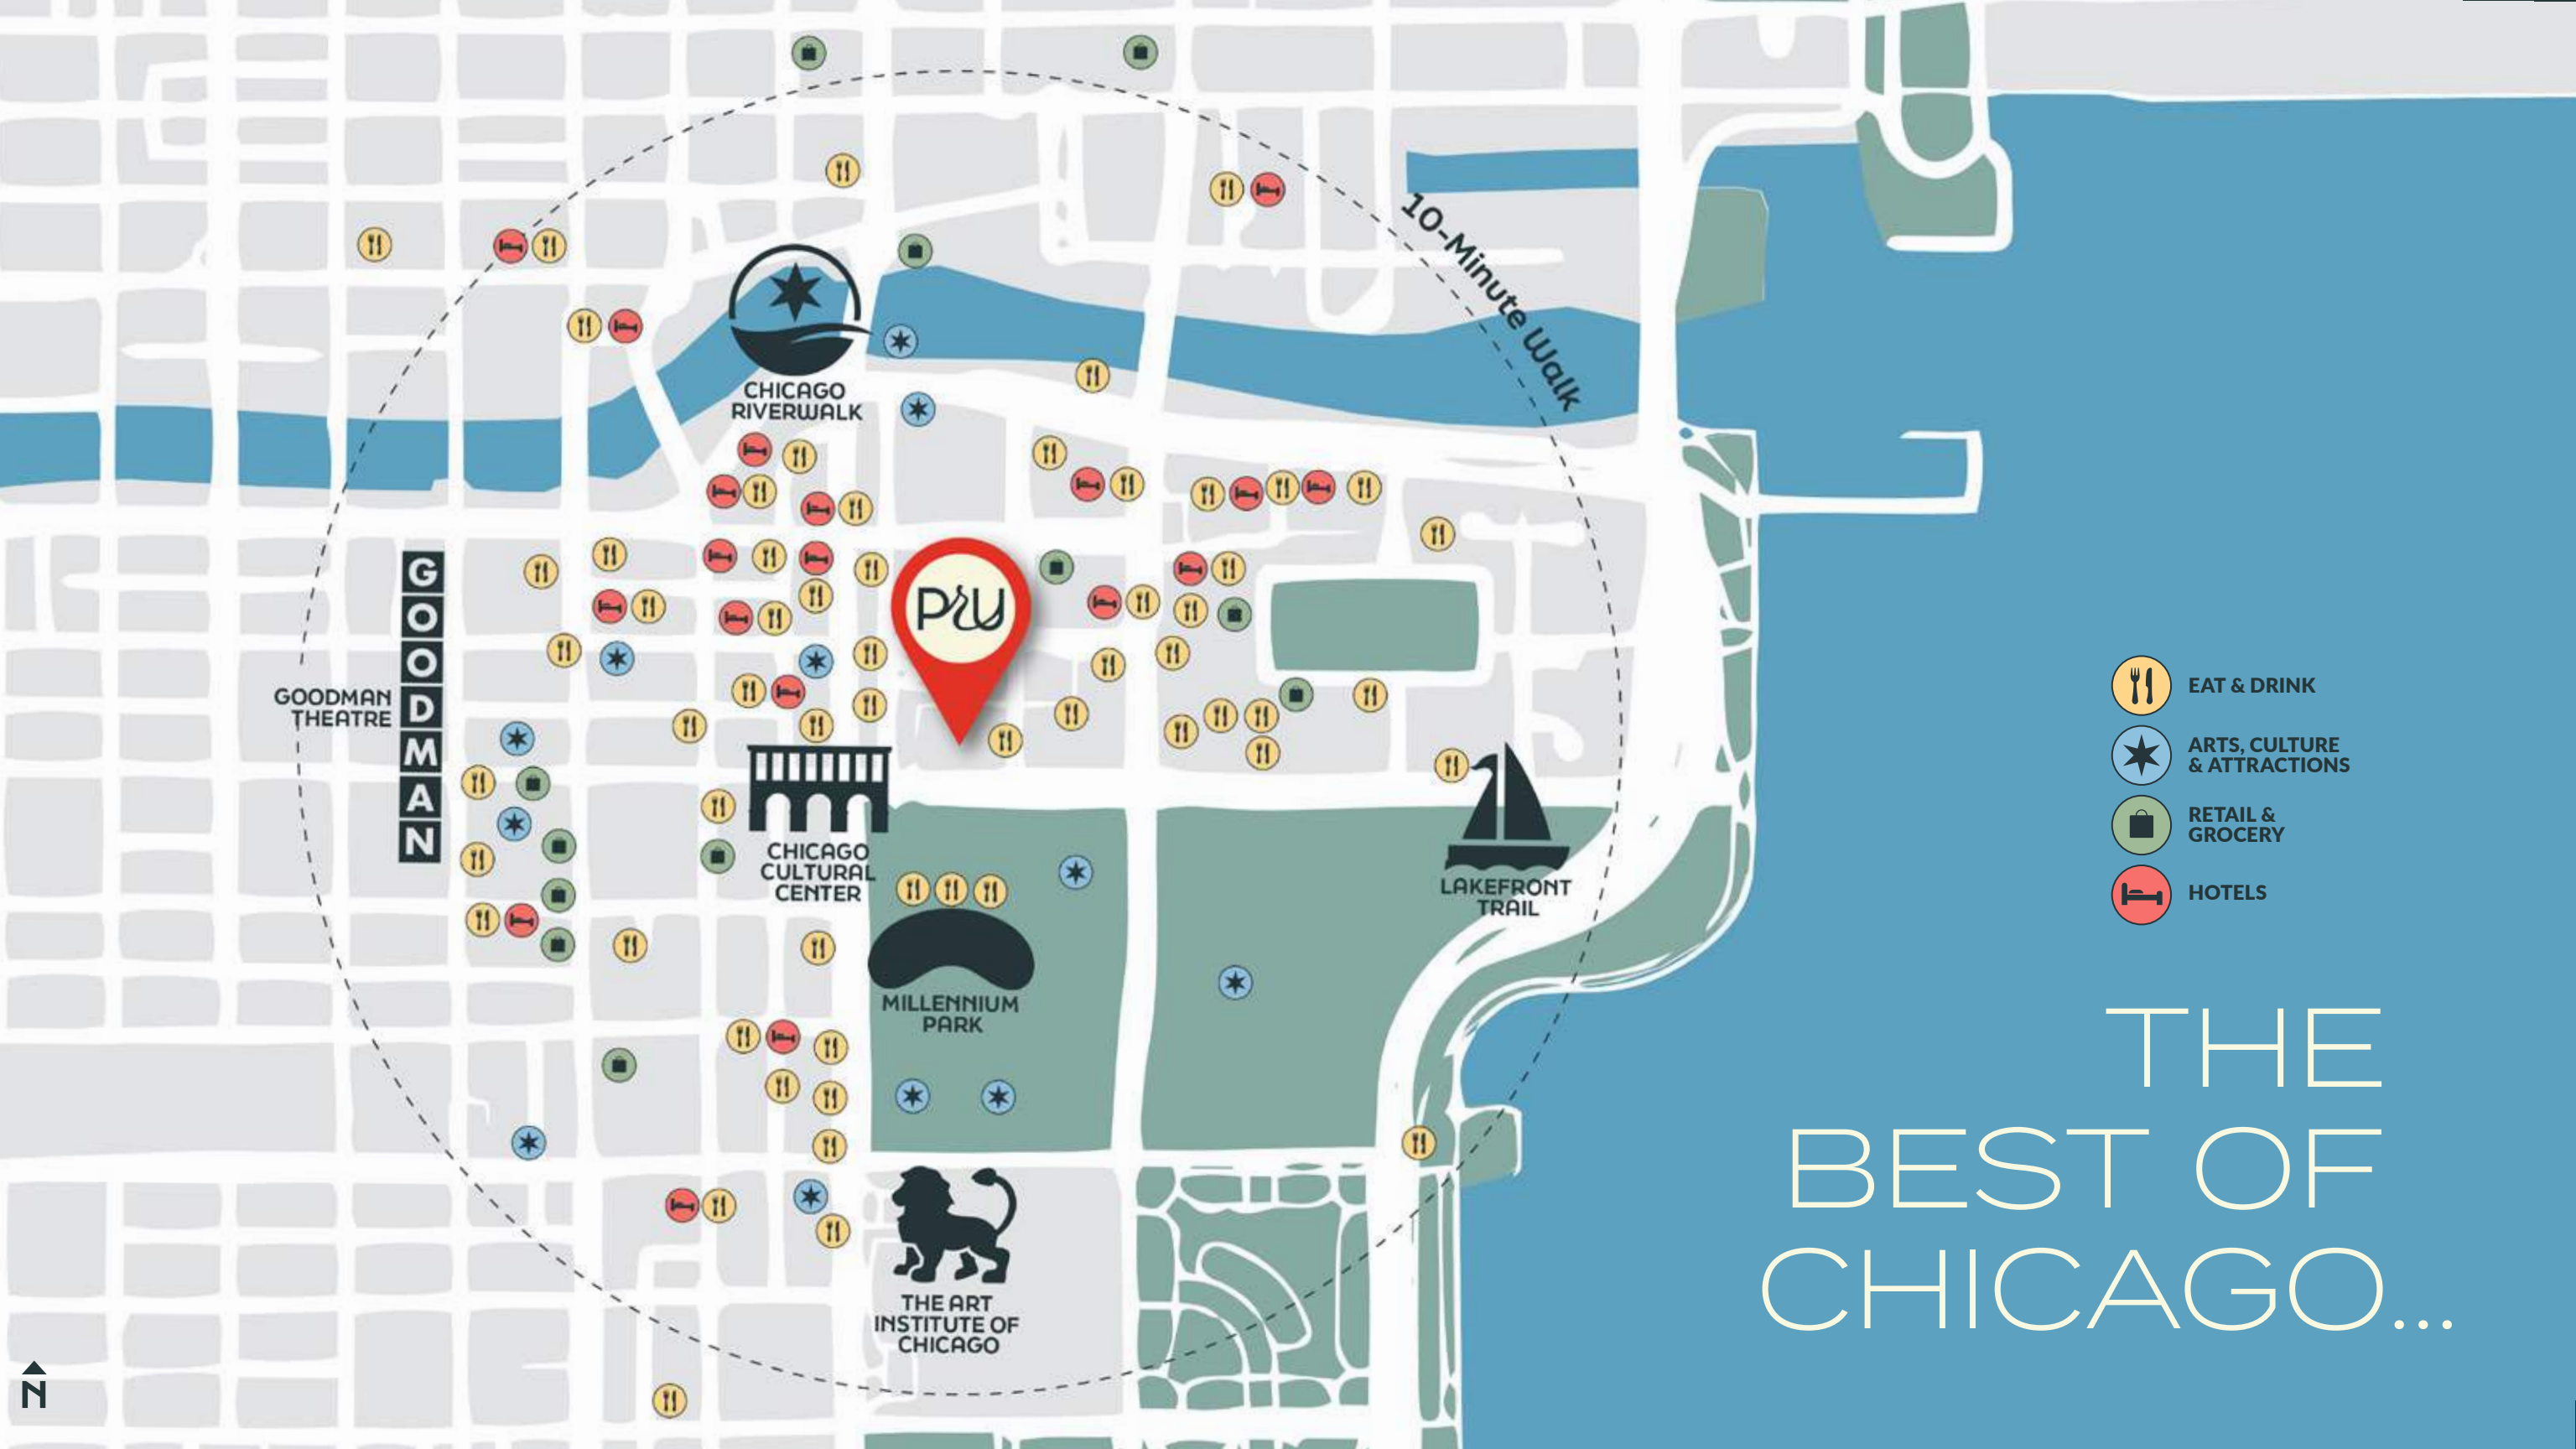 10-Minute Walk
CHICAGO
RIVERWALK
GOODMAN
PRU
GOODMAN
THEATRE
CHICAGO
CULTURAL
CENTER
LAKEFRONT
TRAIL
MILLENNIUM
PARK
THE ART
INSTITUTE OF
CHICAGO
N
EAT & DRINK
ARTS, CULTURE
& ATTRACTIONS
RETAIL &
GROCERY
HOTELS
THE
BEST OF
CHICAGO...